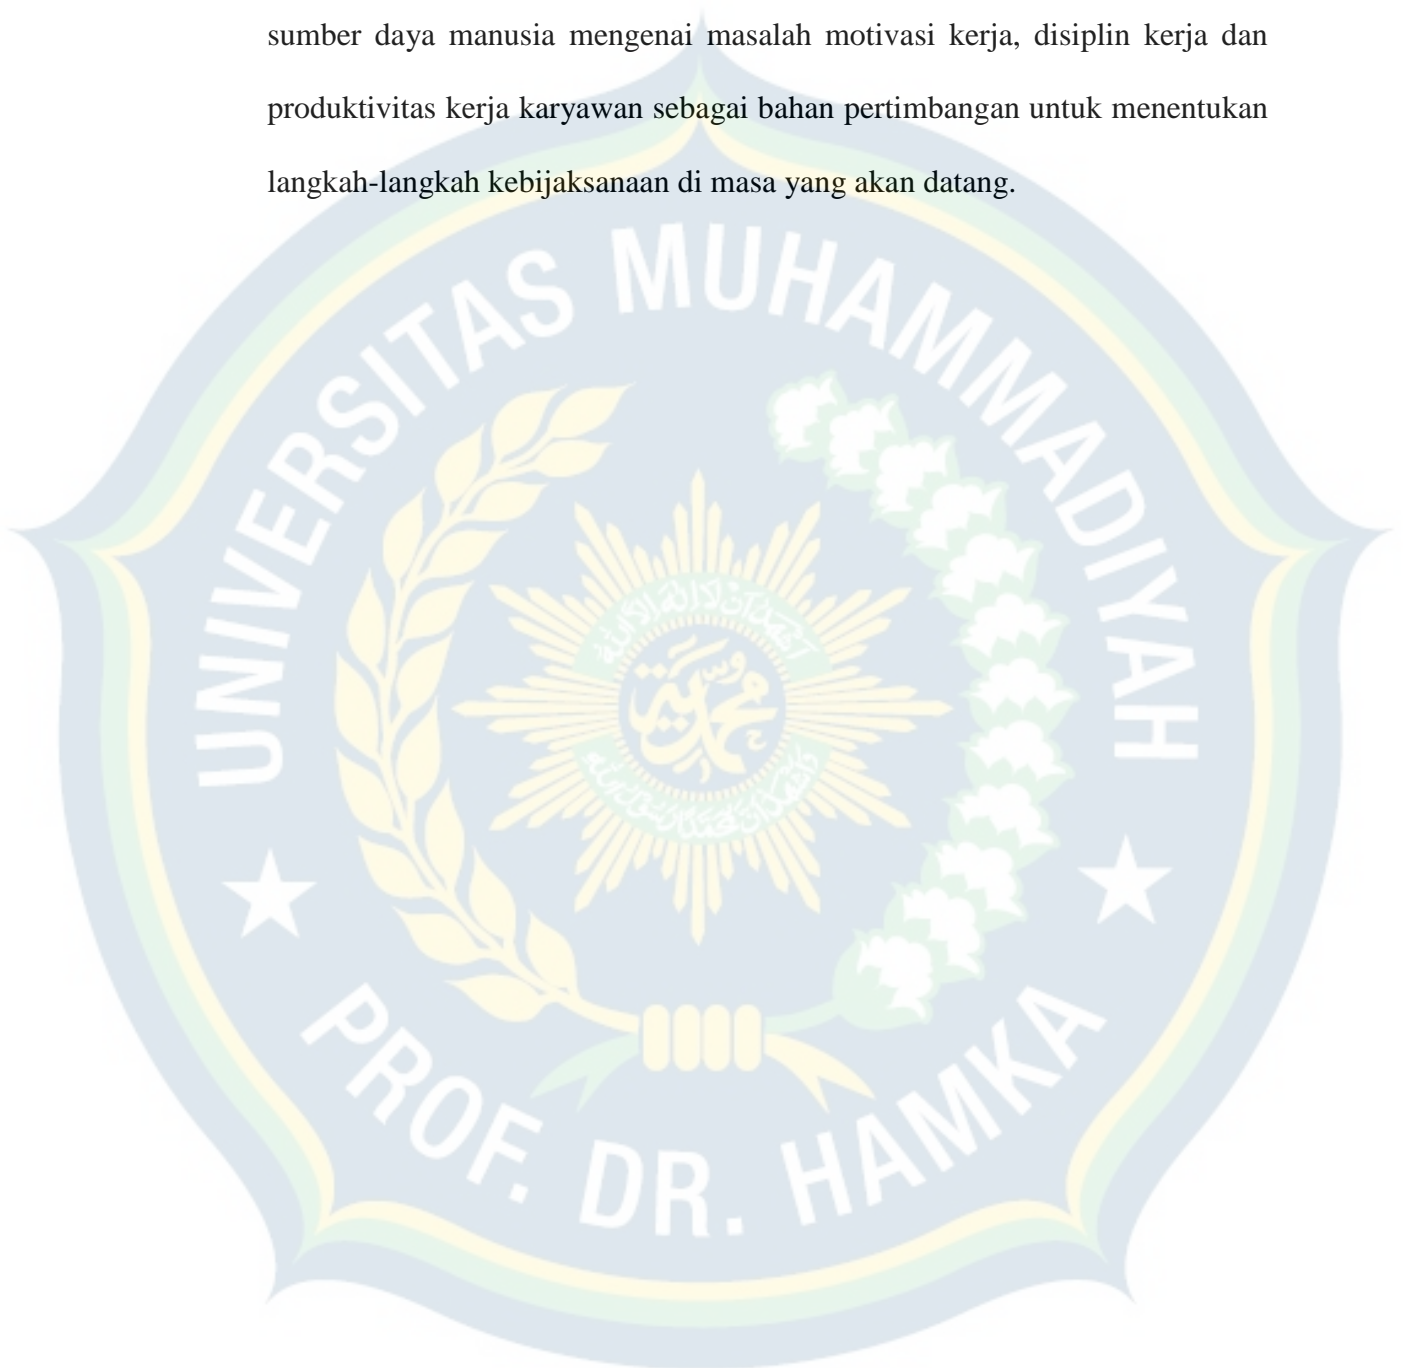 sumber daya manusia mengenai masalah motivasi kerja, disiplin kerja dan
produktivitas kerja karyawan sebagai bahan pertimbangan untuk menentukan
langkah-langkah kebijaksanaan di masa yang akan datang.
UNIVERSITAS MUHAMMADIYAH
محمدية
PROF. DR. HAMKA